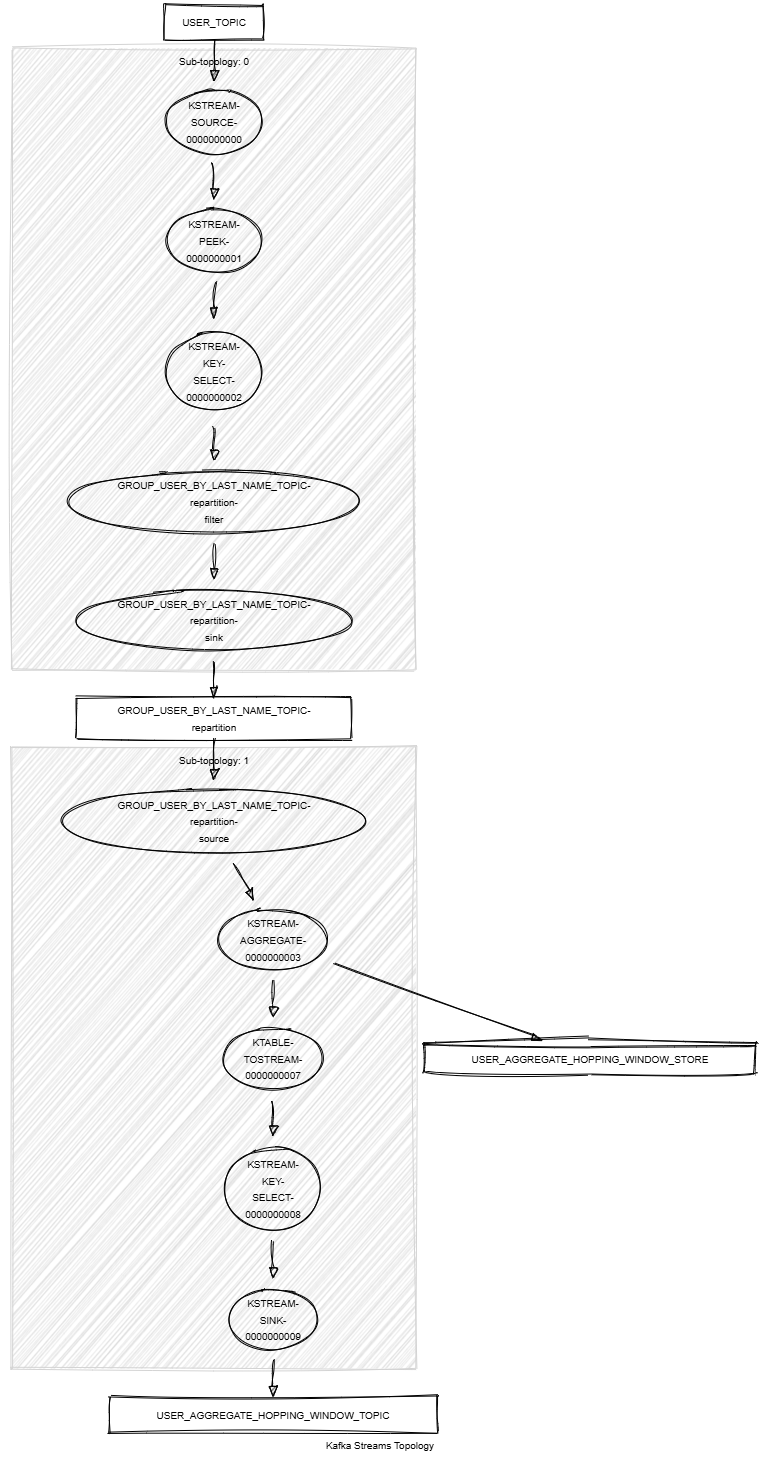 USER_TOPIC
Sub-topology: 0
KSTREAM-
SOURCE-
0000000000
KSTREAM-
PEEK-
0000000001
KSTREAM-
KEY-
SELECT-
0000000002
GROUP_USER_BY_LAST_NAME_TOPIC-
repartition-
filter
GROUP_USER_BY_LAST_NAME_TOPIC-
repartition-
sink
GROUP_USER_BY_LAST_NAME_TOPIC-
repartition
Sub-topology: 1
GROUP_USER_BY_LAST_NAME_TOPIC-
repartition-
source
KSTREAM-
AGGREGATE-
0000000003
KTABLE-
TOSTREAM-
0000000007
USER_AGGREGATE_HOPPING_WINDOW_STORE
KSTREAM-
KEY-
SELECT-
0000000008
KSTREAM-
SINK-
0000000009
USER_AGGREGATE_HOPPING_WINDOW_TOPIC
Kafka Streams Topology